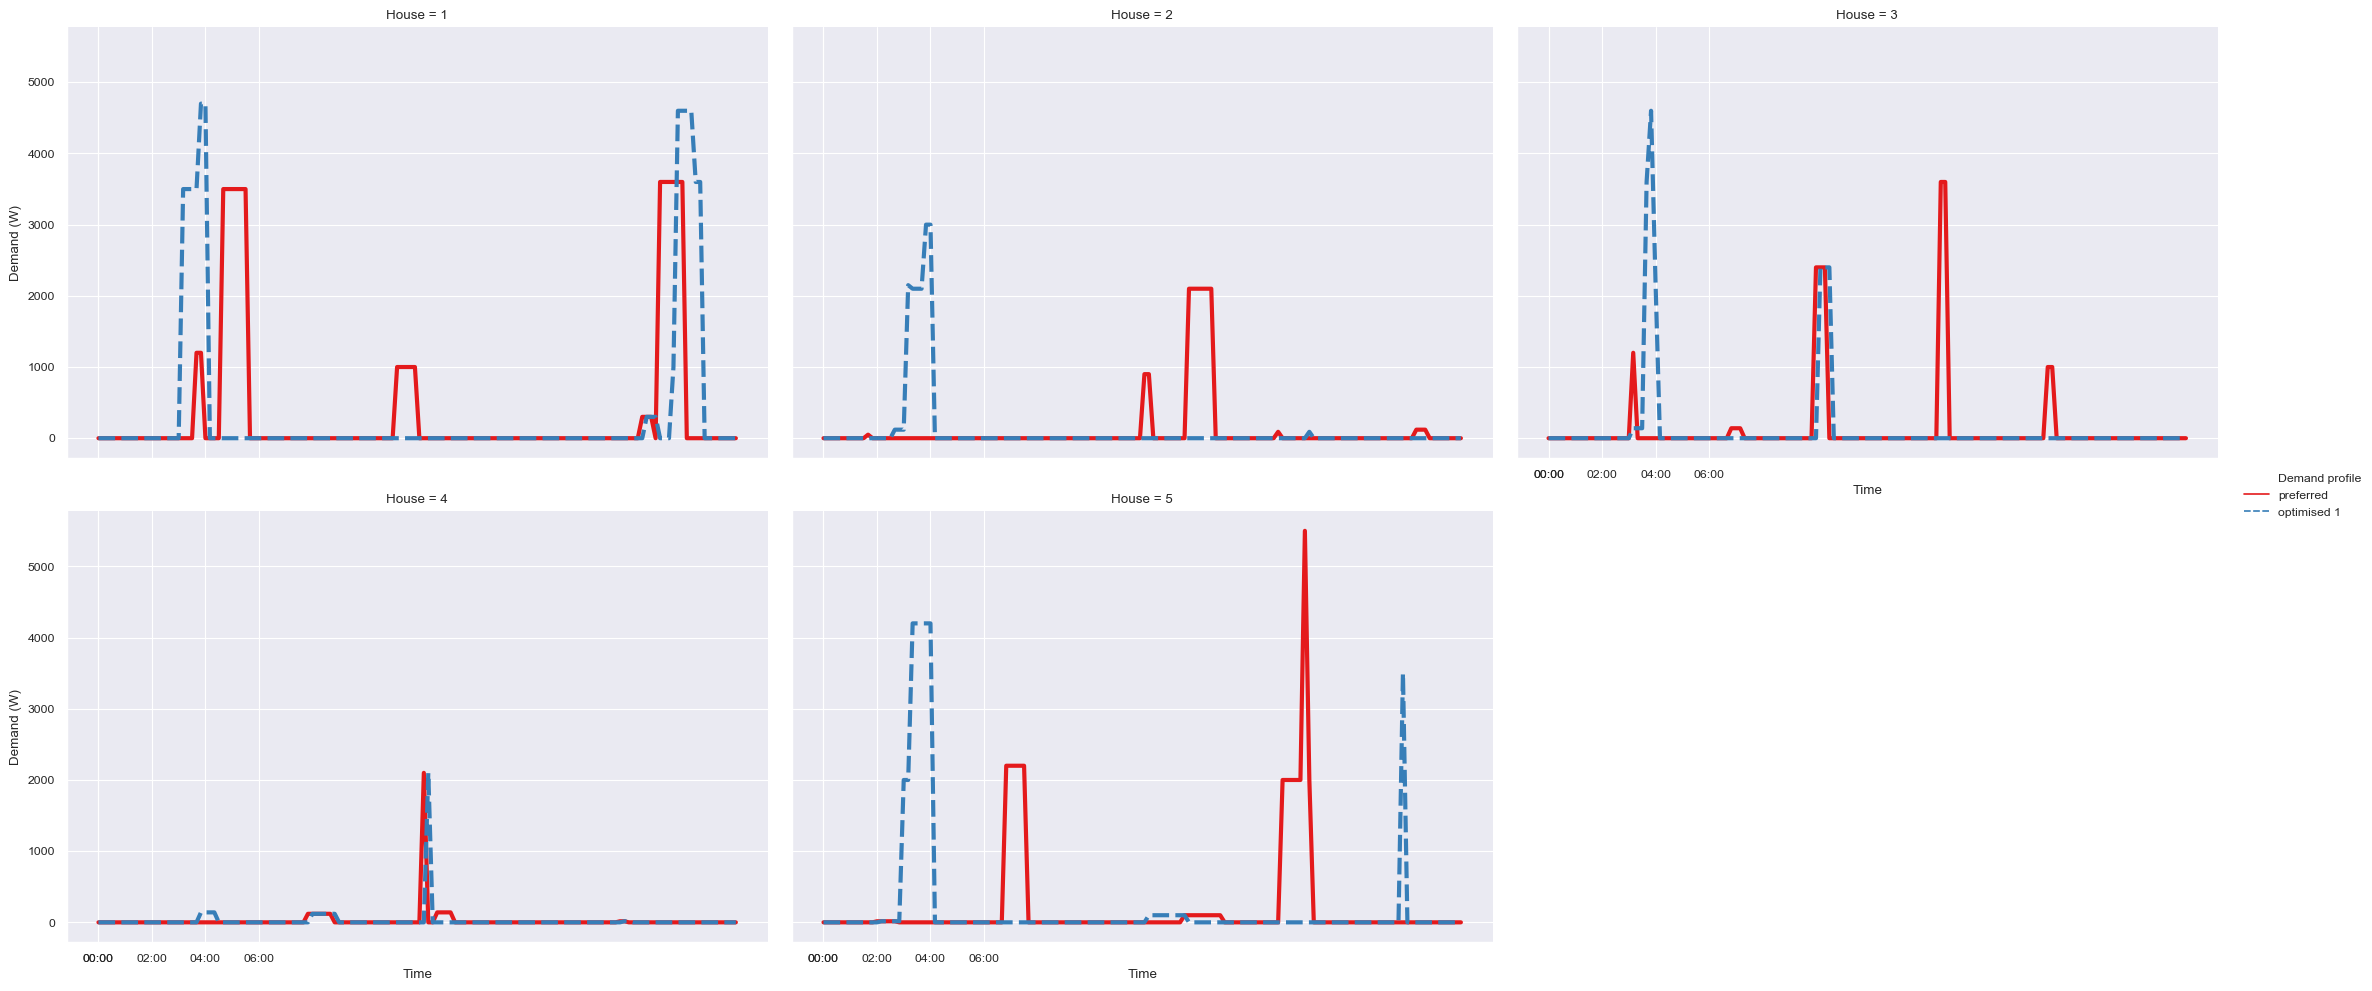 House = 1
House = 2
House = 3
5000
4000
3000
2000
1000
0
Demand (W)
00:00 02:00 04:00 06:00
Time
Demand profile
preferred
optimised 1
House = 4
House = 5
5000
4000
3000
2000
1000
0
Demand (W)
00:00 02:00 04:00 06:00
Time
00:00 02:00 04:00 06:00
Time